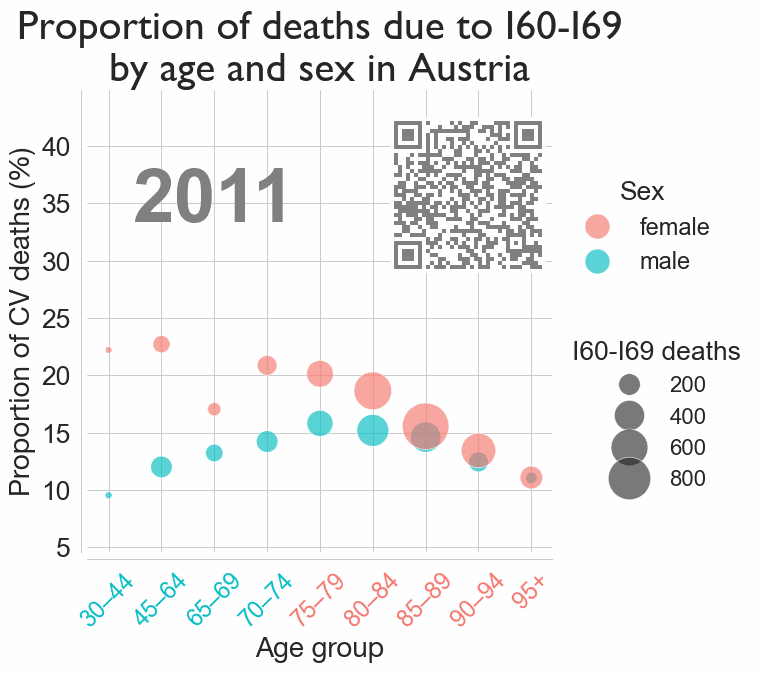 Proportion of deaths due to I60-I69
by age and sex in Austria
Proportion of CV deaths (%)
40
35
30
25
20
15
10
5
2011
30–44
45–64
65–69
70–74
75–79
80–84
85–89
90–94
95+
Age group
Sex
female
male
I60-I69 deaths
200
400
600
800